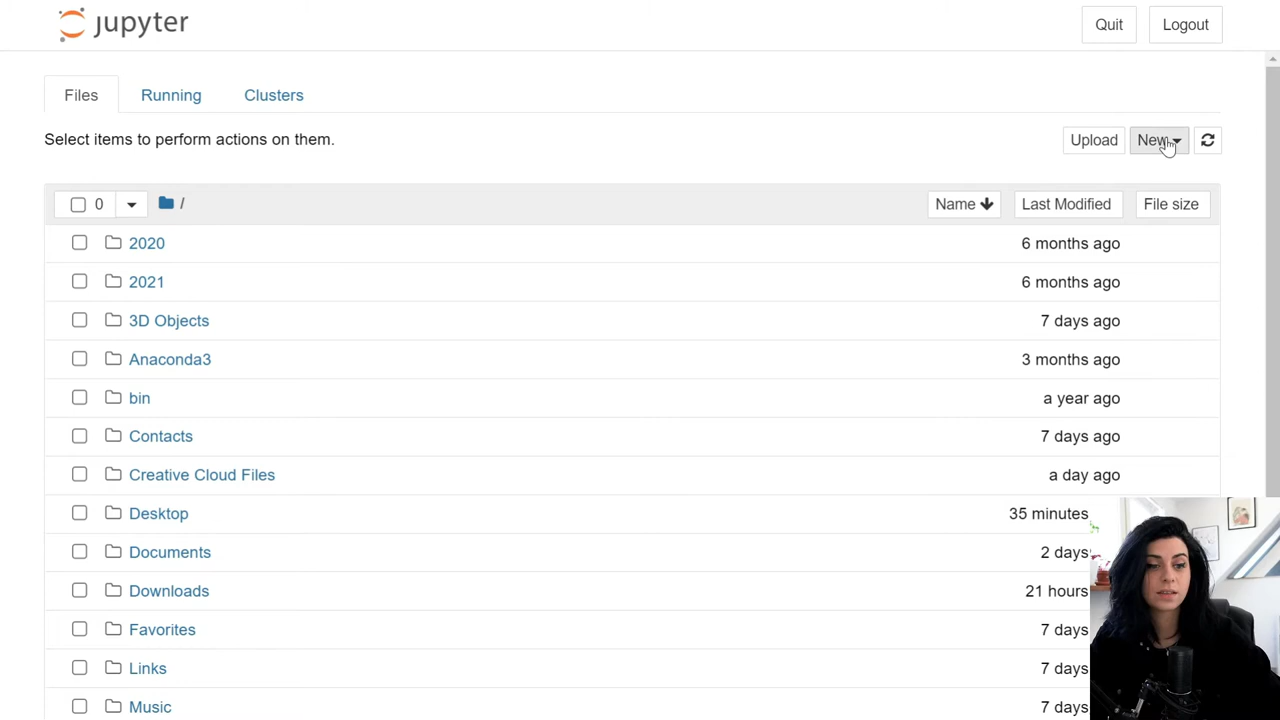 jupyter Quit Logout
Files Running Clusters
Select items to perform actions on them. Upload New
0 / Name Last Modified File size
2020 6 months ago
2021 6 months ago
3D Objects 7 days ago
Anaconda3 3 months ago
bin a year ago
Contacts 7 days ago
Creative Cloud Files a day ago
Desktop 35 minutes
Documents 2 days
Downloads 21 hours
Favorites 7 days
Links 7 days
Music 7 days